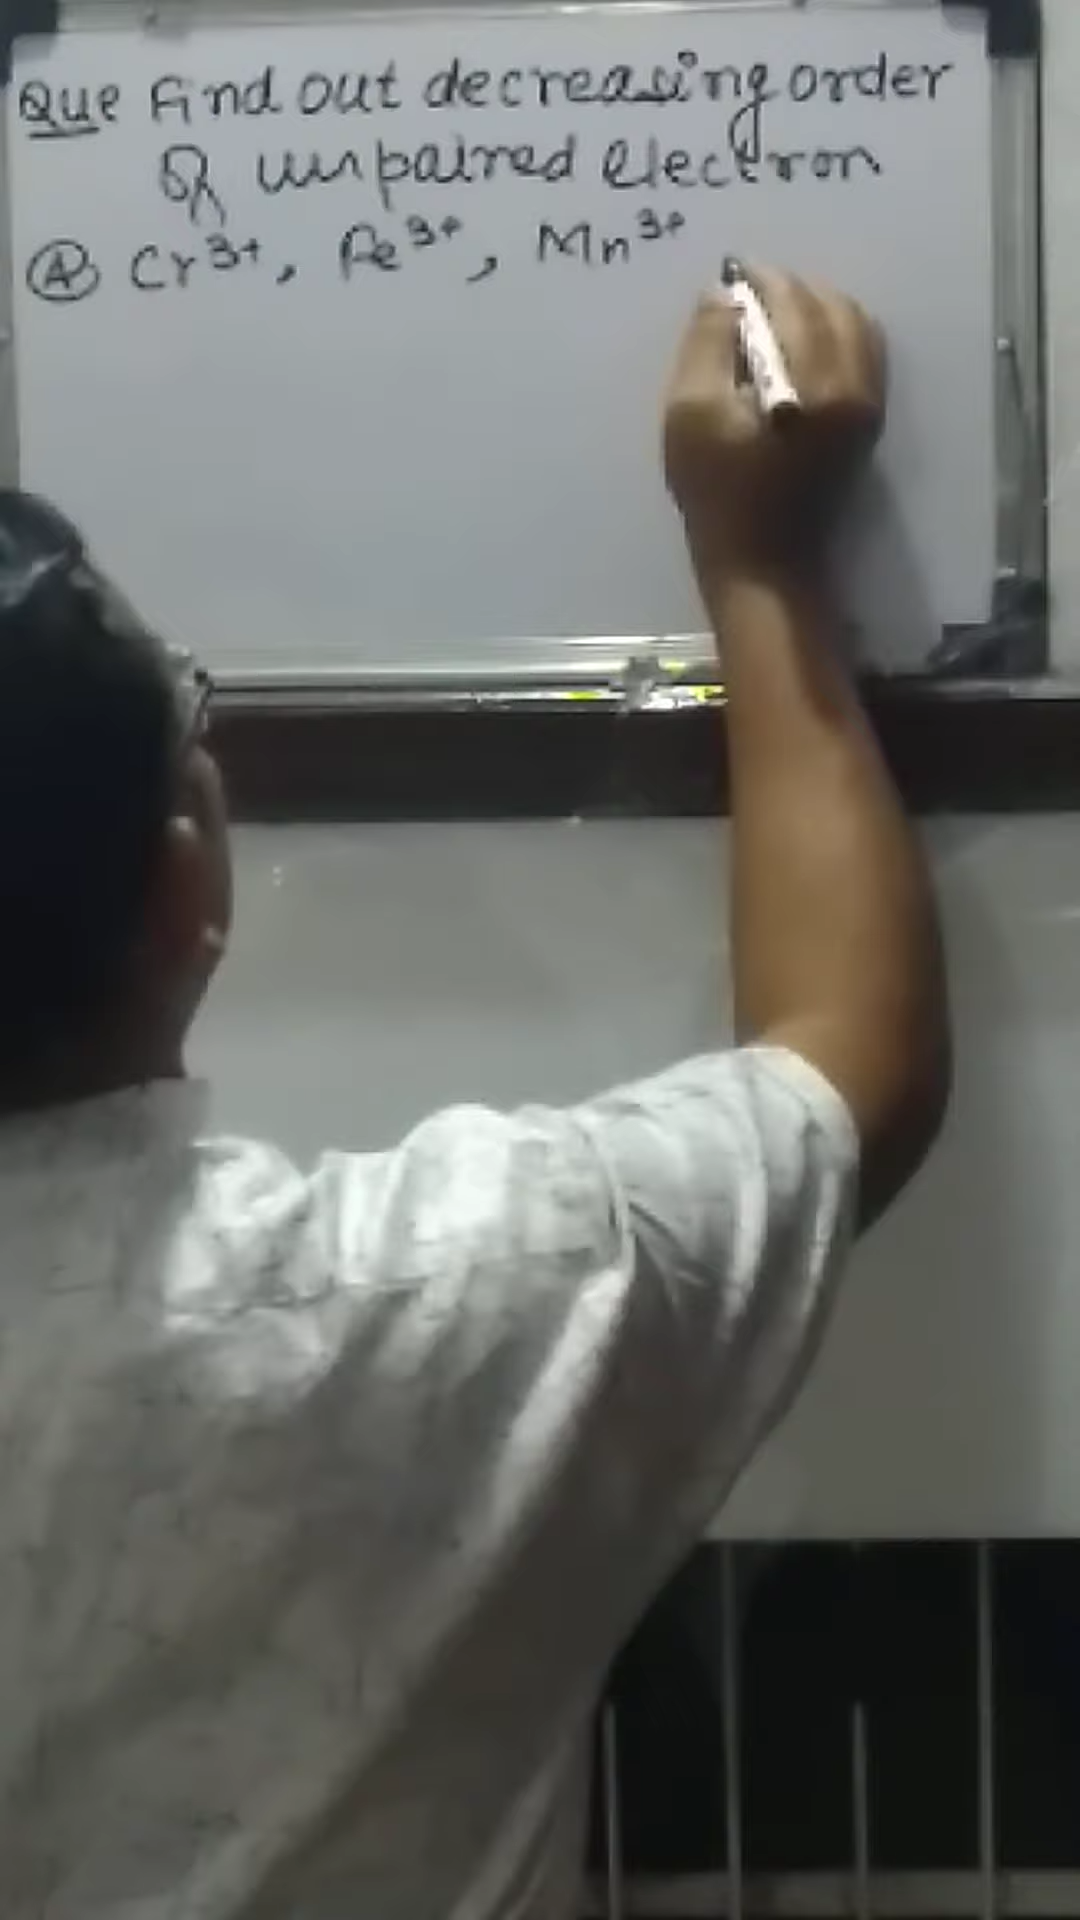 Que Find out decreasing order
of unpaired electron
(A) Cr³⁺, Fe³⁺, Mn³⁺